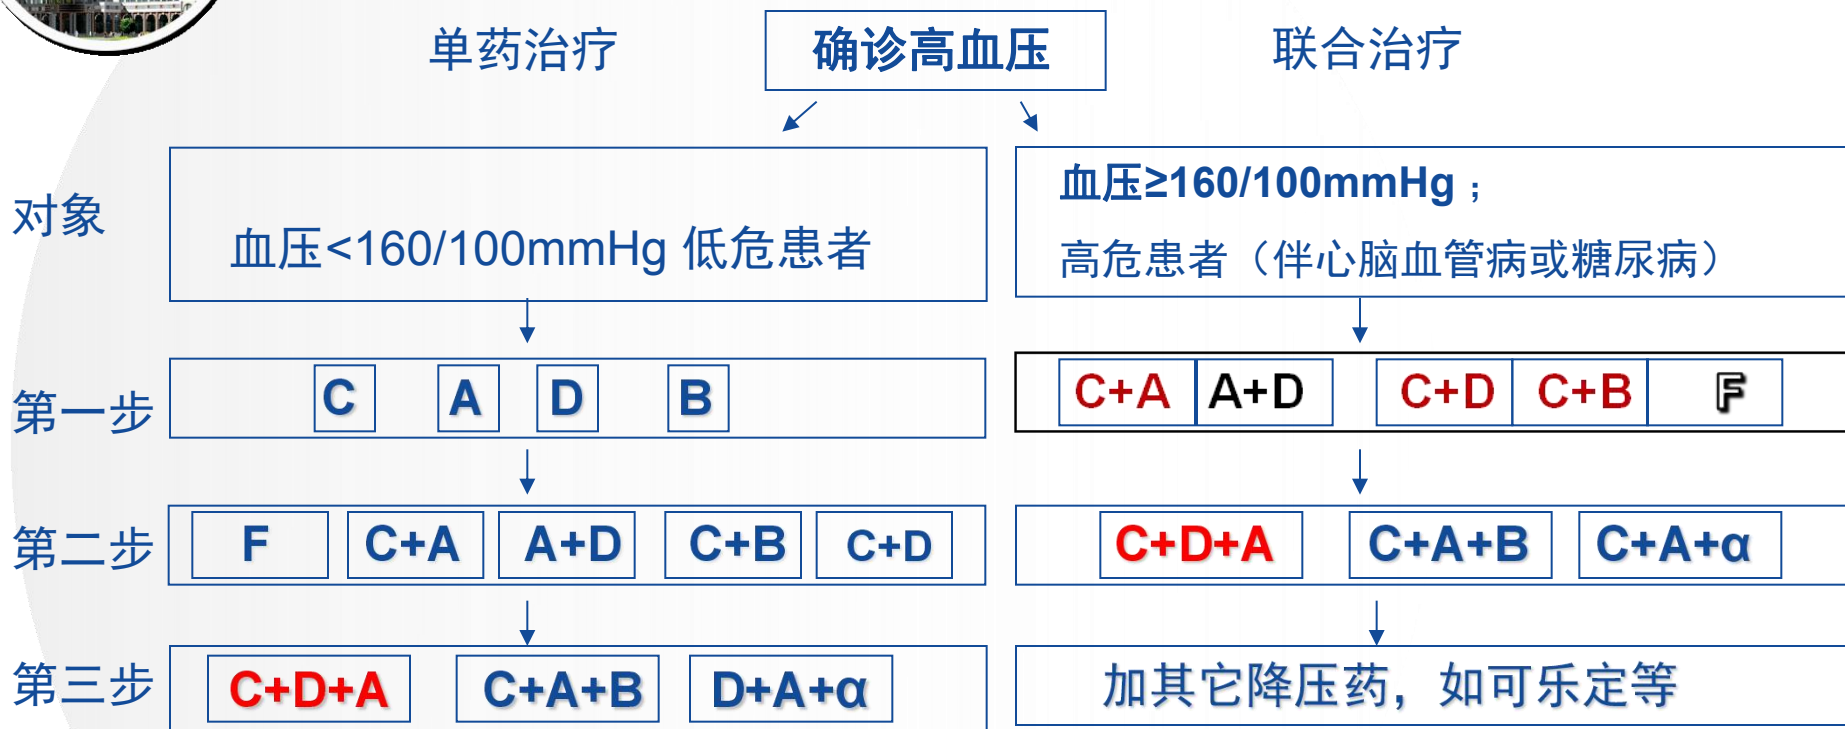 单药治疗 确诊高血压 联合治疗
对象
血压<160/100mmHg 低危患者
血压≥160/100mmHg；
高危患者（伴心脑血管病或糖尿病）
第一步 C A D B C+A A+D C+D C+B F
第二步 F C+A A+D C+B C+D C+D+A C+A+B C+A+α
第三步 C+D+A C+A+B D+A+α 加其它降压药，如可乐定等